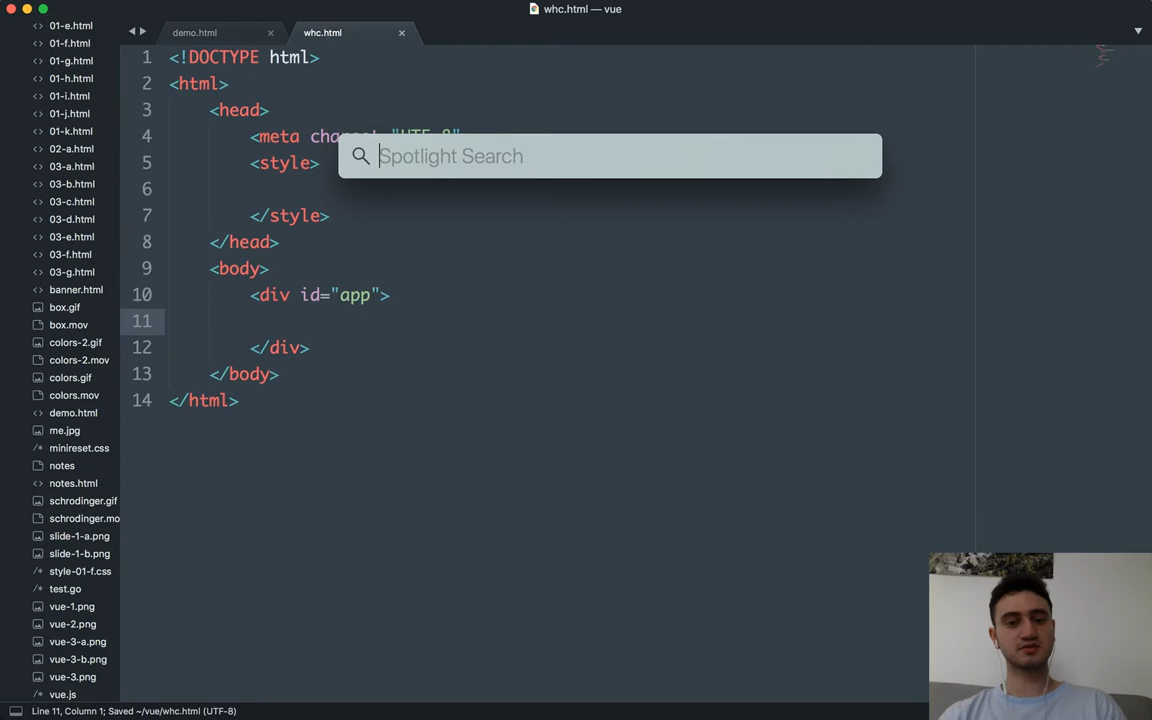 whc.html — vue
01-e.html
01-f.html
01-g.html
01-h.html
01-i.html
01-j.html
01-k.html
02-a.html
03-a.html
03-b.html
03-c.html
03-d.html
03-e.html
03-f.html
03-g.html
banner.html
box.gif
box.mov
colors-2.gif
colors-2.mov
colors.gif
colors.mov
demo.html
me.jpg
minireset.css
notes
notes.html
schrodinger.gif
schrodinger.mo
slide-1-a.png
slide-1-b.png
style-01-f.css
test.go
vue-1.png
vue-2.png
vue-3-a.png
vue-3-b.png
vue-3.png
vue.js
demo.html
whc.html
1 <!DOCTYPE html>
2 <html>
3 <head>
4 <meta charset="UTF-8"
5 <style>
6
7 </style>
8 </head>
9 <body>
10 <div id="app">
11
12 </div>
13 </body>
14 </html>
Spotlight Search
Line 11, Column 1; Saved ~/vue/whc.html (UTF-8)